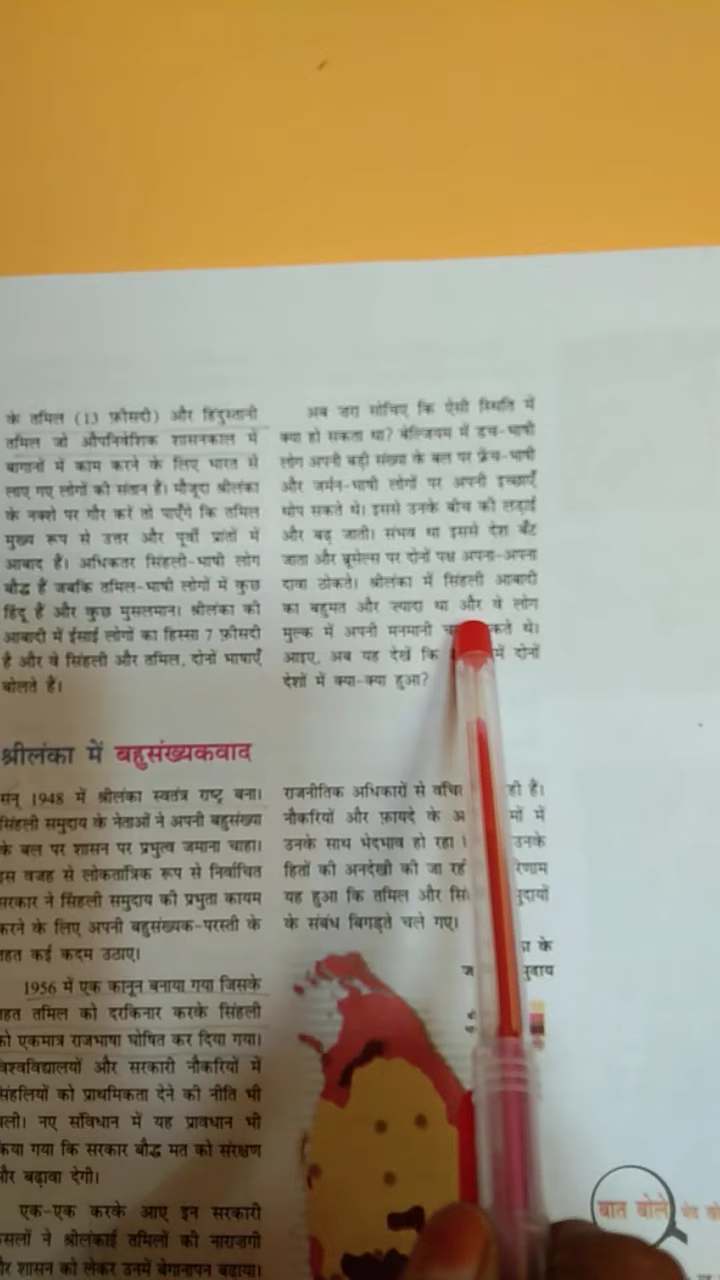 के तमिल (13 फ़ीसदी) और हिंदुस्तानी
तमिल जो औपनिवेशिक शासनकाल में
बागानों में काम करने के लिए भारत से
लाए गए लोगों की संतान हैं। मौजूदा श्रीलंका
के नक्शे पर गौर करें तो पाएँगे कि तमिल
मुख्य रूप से उत्तर और पूर्वी प्रांतों में
आबाद हैं। अधिकतर सिंहली-भाषी लोग
बौद्ध हैं जबकि तमिल-भाषी लोगों में कुछ
हिंदू हैं और कुछ मुसलमान। श्रीलंका की
आबादी में ईसाई लोगों का हिस्सा 7 फ़ीसदी
है और वे सिंहली और तमिल, दोनों भाषाएँ
बोलते हैं।
अब जरा सोचिए कि ऐसी स्थिति में
क्या हो सकता था? बेल्जियम में डच-भाषी
लोग अपनी बड़ी संख्या के बल पर फ्रेंच-भाषी
और जर्मन-भाषी लोगों पर अपनी इच्छाएँ
थोप सकते थे। इससे उनके बीच की लड़ाई
और बढ़ जाती। संभव था इससे देश बँट
जाता और ब्रूसेल्स पर दोनों पक्ष अपना-अपना
दावा ठोकते। श्रीलंका में सिंहली आबादी
का बहुमत और ज्यादा था और वे लोग
मुल्क में अपनी मनमानी कते थे।
आइए, अब यह देखें कि में दोनों
देशों में क्या-क्या हुआ?
श्रीलंका में बहुसंख्यकवाद
सन् 1948 में श्रीलंका स्वतंत्र राष्ट्र बना।
सिंहली समुदाय के नेताओं ने अपनी बहुसंख्या
के बल पर शासन पर प्रभुत्व जमाना चाहा।
इस वजह से लोकतांत्रिक रूप से निर्वाचित
सरकार ने सिंहली समुदाय की प्रभुता कायम
करने के लिए अपनी बहुसंख्यक-परस्ती के
तहत कई कदम उठाए।
1956 में एक कानून बनाया गया जिसके
तहत तमिल को दरकिनार करके सिंहली
को एकमात्र राजभाषा घोषित कर दिया गया।
विश्वविद्यालयों और सरकारी नौकरियों में
सिंहलियों को प्राथमिकता देने की नीति भी
चली। नए संविधान में यह प्रावधान भी
किया गया कि सरकार बौद्ध मत को संरक्षण
और बढ़ावा देगी।
एक-एक करके आए इन सरकारी
फ़ैसलों ने श्रीलंकाई तमिलों की नाराज़गी
और शासन को लेकर उनमें बेगानापन बढ़ाया।
राजनीतिक अधिकारों से वंचि ही हैं।
नौकरियों और फ़ायदे के अ मों में
उनके साथ भेदभाव हो रहा उनके
हितों की अनदेखी की जा रह रिणाम
यह हुआ कि तमिल और सिं मुदायों
के संबंध बिगड़ते चले गए।
के
मुदाय
बात बोले भेद खो